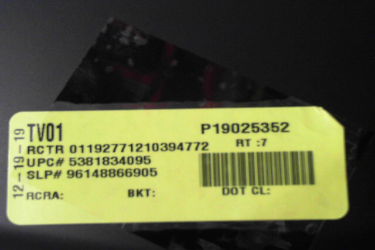 12-19-19
TV01 P19025352
RCTR 01192771210394772 RT :7
UPC# 5381834095
SLP# 96148866905
RCRA: BKT: DOT CL: